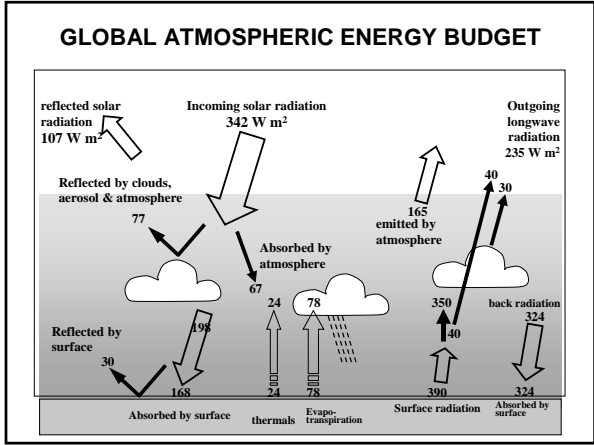 GLOBAL ATMOSPHERIC ENERGY BUDGET
reflected solar
radiation
107 W m²
Incoming solar radiation
342 W m²
Outgoing
longwave
radiation
235 W m²
40
30
Reflected by clouds,
aerosol & atmosphere
77
165
emitted by
atmosphere
Absorbed by
atmosphere
67
24
78
350
back radiation
324
198
40
Reflected by
surface
30
168
24
78
390
324
Absorbed by surface
thermals
Evapo-
transpiration
Surface radiation
Absorbed by
surface